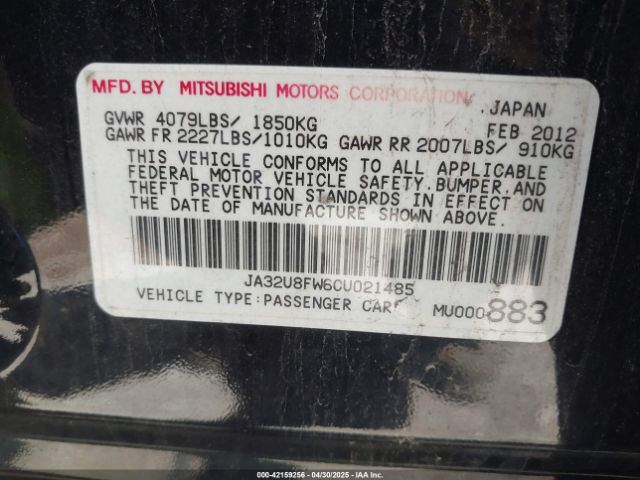 MFD. BY MITSUBISHI MOTORS CORPORATION
JAPAN
GVWR 4079LBS/ 1850KG FEB 2012
GAWR FR 2227LBS/1010KG GAWR RR 2007LBS/ 910KG
THIS VEHICLE CONFORMS TO ALL APPLICABLE
FEDERAL MOTOR VEHICLE SAFETY.BUMPER.AND
THEFT PREVENTION STANDARDS IN EFFECT ON
THE DATE OF MANUFACTURE SHOWN ABOVE.
JA32U8FW6CU021485
VEHICLE TYPE:PASSENGER CAR MU000883
000-42159256 - 04/30/2025 - IAAI.com